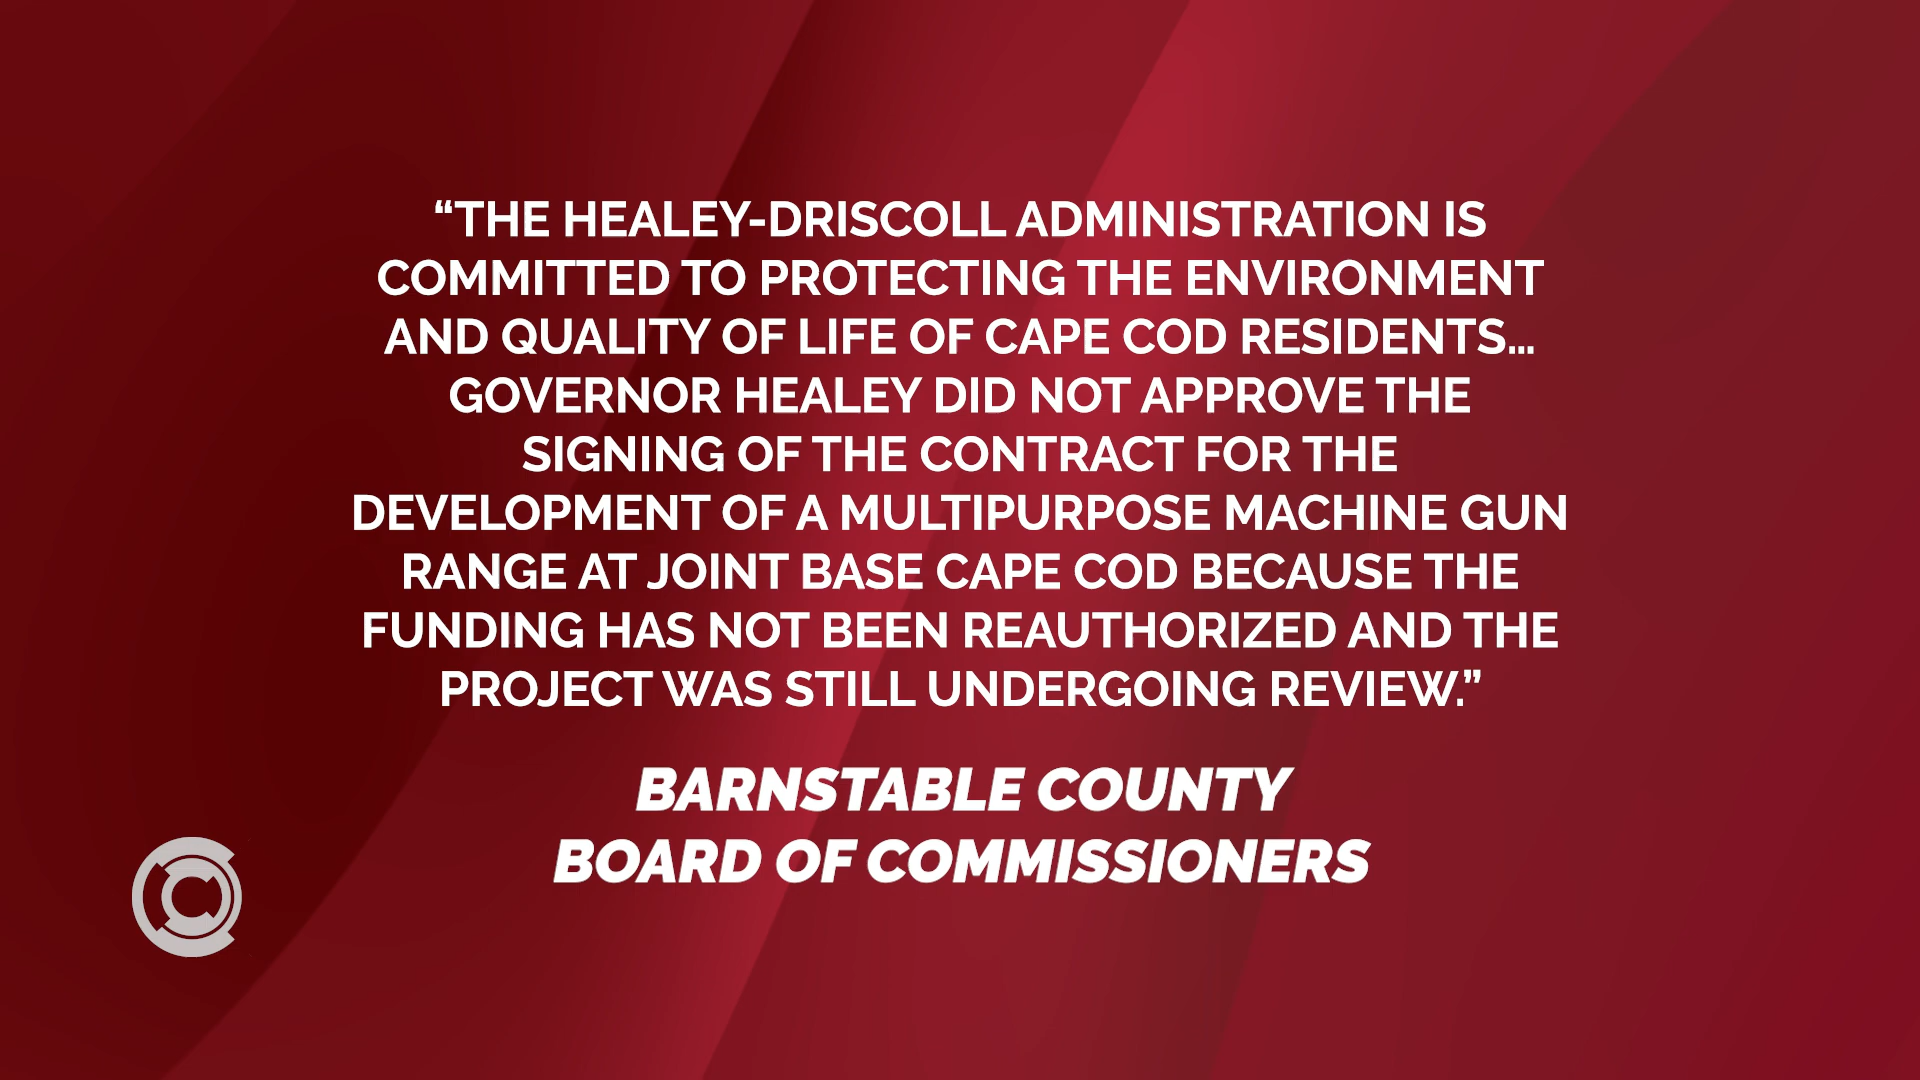 “THE HEALEY-DRISCOLL ADMINISTRATION IS
COMMITTED TO PROTECTING THE ENVIRONMENT
AND QUALITY OF LIFE OF CAPE COD RESIDENTS...
GOVERNOR HEALEY DID NOT APPROVE THE
SIGNING OF THE CONTRACT FOR THE
DEVELOPMENT OF A MULTIPURPOSE MACHINE GUN
RANGE AT JOINT BASE CAPE COD BECAUSE THE
FUNDING HAS NOT BEEN REAUTHORIZED AND THE
PROJECT WAS STILL UNDERGOING REVIEW.”
BARNSTABLE COUNTY
BOARD OF COMMISSIONERS